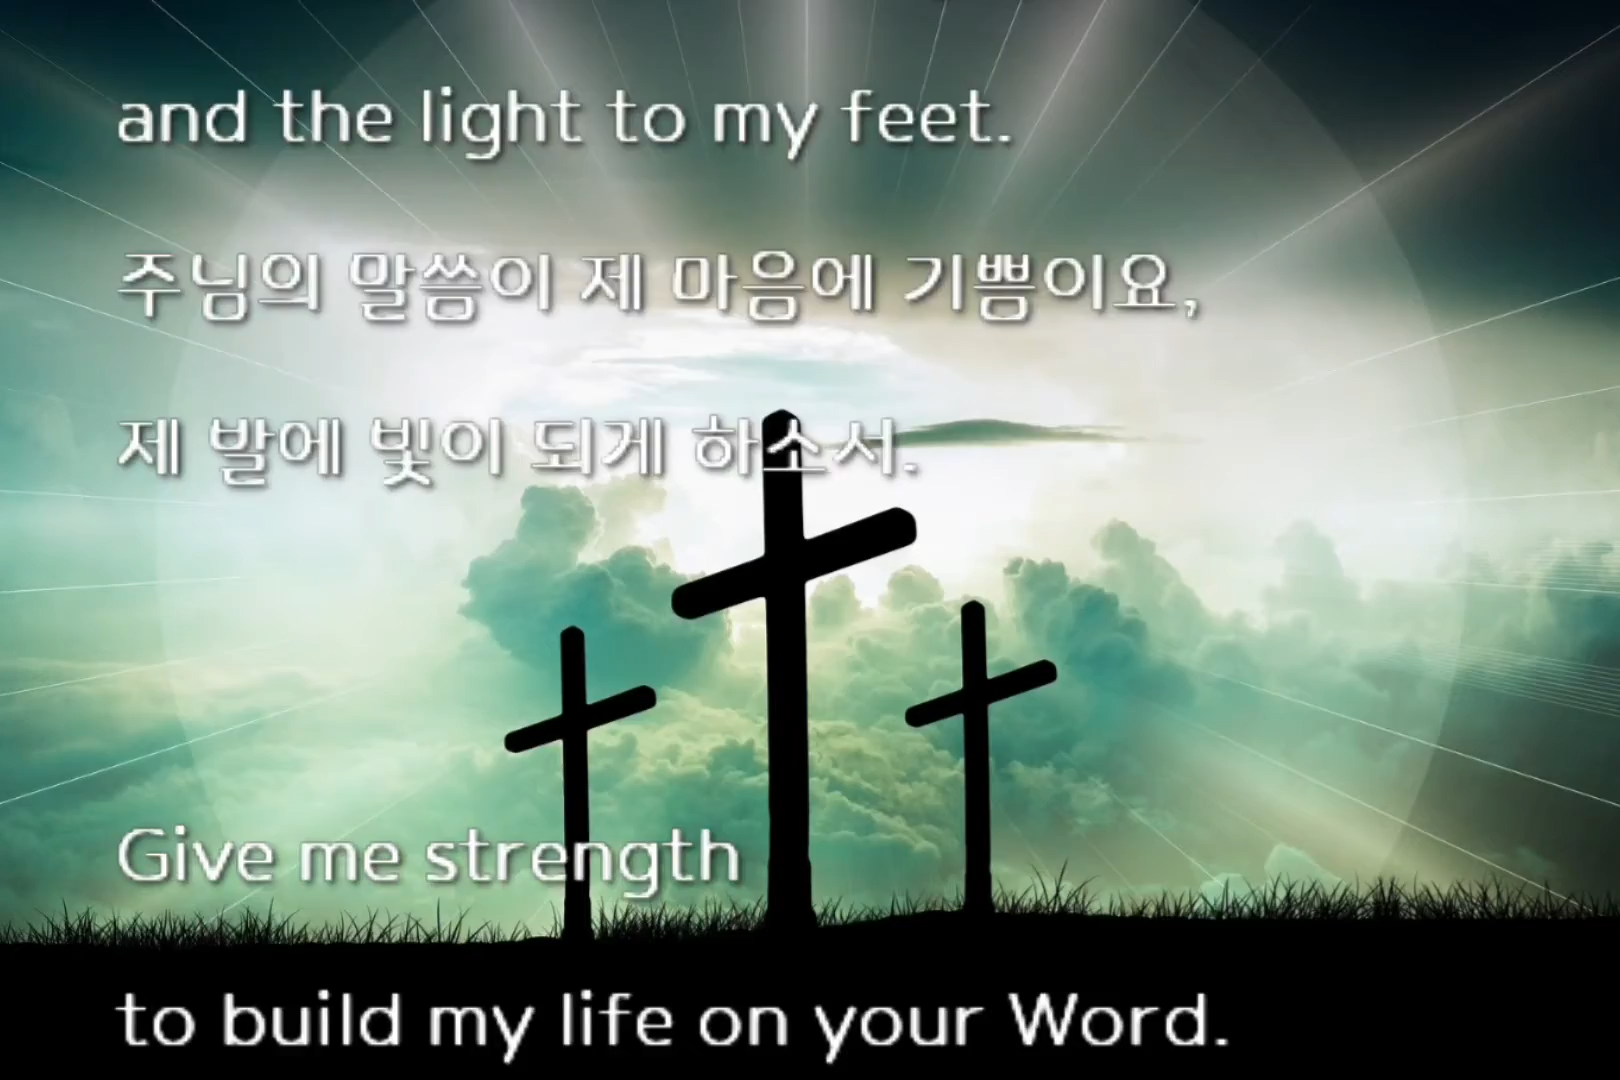 and the light to my feet.
주님의 말씀이 제 마음에 기쁨이요,
제 발에 빛이 되게 하소서.
Give me strength
to build my life on your Word.